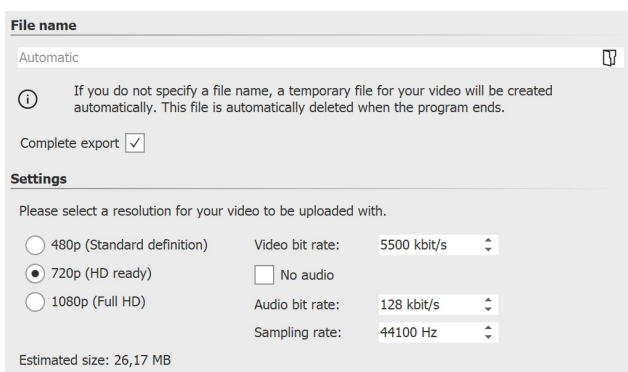 File name
Automatic
If you do not specify a file name, a temporary file for your video will be created
automatically. This file is automatically deleted when the program ends.
Complete export
Settings
Please select a resolution for your video to be uploaded with.
480p (Standard definition) Video bit rate: 5500 kbit/s
720p (HD ready) No audio
1080p (Full HD) Audio bit rate: 128 kbit/s
Sampling rate: 44100 Hz
Estimated size: 26,17 MB